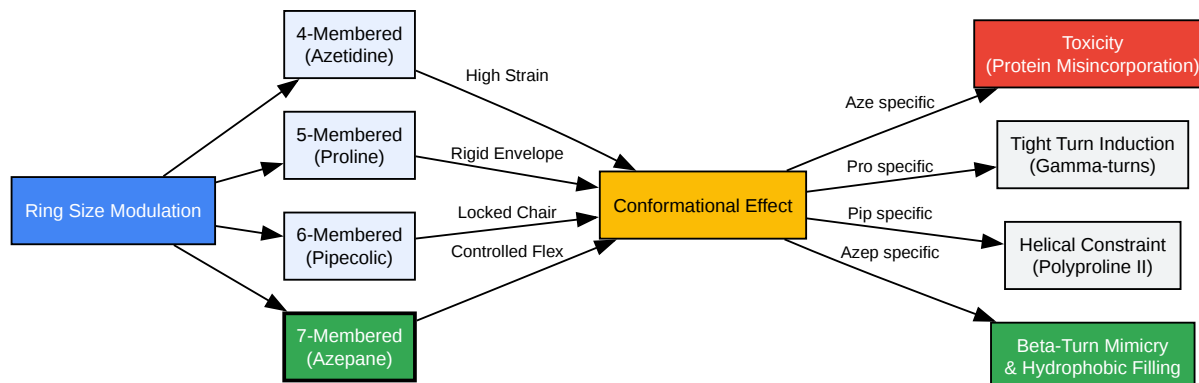 Ring Size Modulation
4-Membered
(Azetidine)
5-Membered
(Proline)
6-Membered
(Pipecolic)
7-Membered
(Azepane)
High Strain
Rigid Envelope
Locked Chair
Controlled Flex
Conformational Effect
Aze specific
Pro specific
Pip specific
Azep specific
Toxicity
(Protein Misincorporation)
Tight Turn Induction
(Gamma-turns)
Helical Constraint
(Polyproline II)
Beta-Turn Mimicry
& Hydrophobic Filling